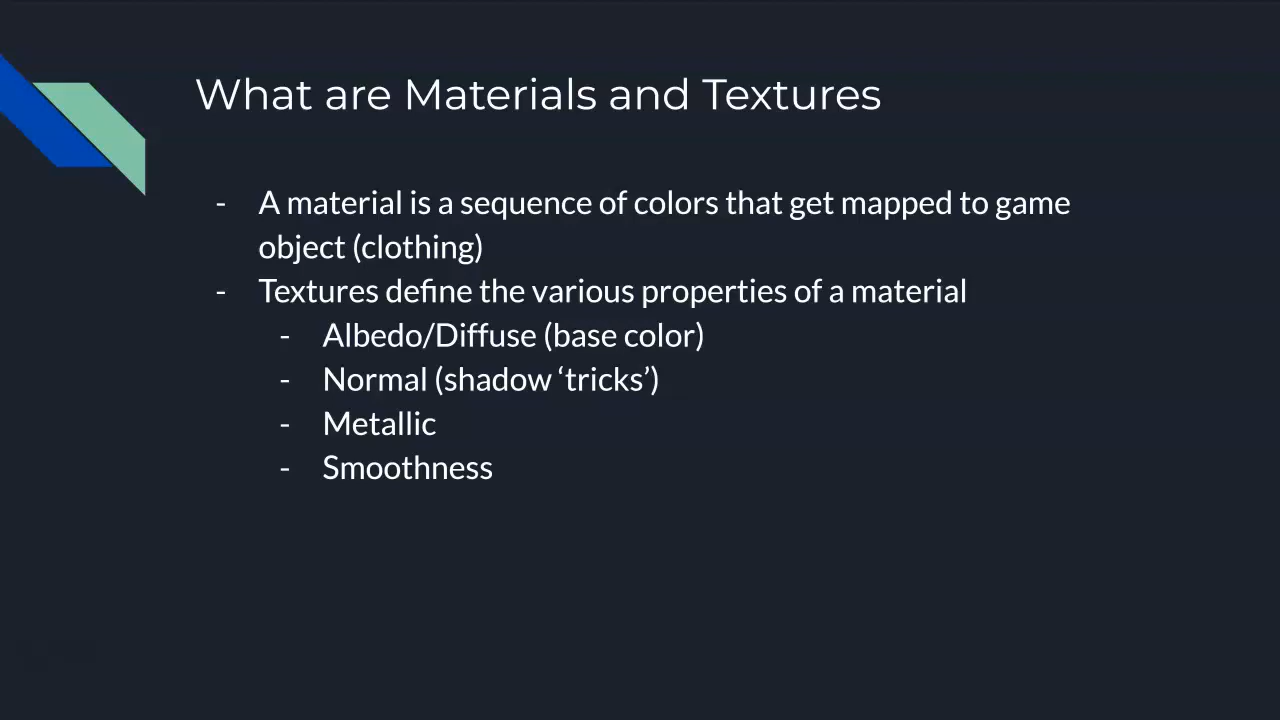 What are Materials and Textures
- A material is a sequence of colors that get mapped to game
object (clothing)
- Textures define the various properties of a material
- Albedo/Diffuse (base color)
- Normal (shadow ‘tricks’)
- Metallic
- Smoothness